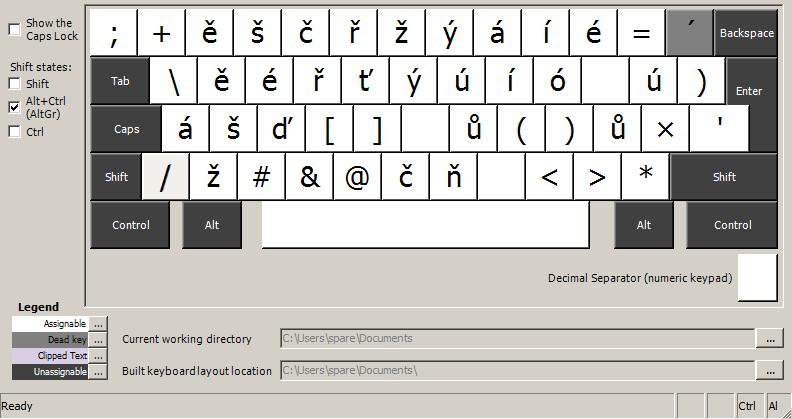 Show the
Caps Lock
; + ě š č ř ž ý á í é = ´ Backspace
Shift states:
Shift
Alt+Ctrl
(AltGr)
Ctrl
Tab \ ě é ř ť ý ú í ó ú ) Enter
Caps á š ď [ ] ů ( ) ů × '
Shift / ž # & @ č ň < > * Shift
Control Alt Alt Control
Decimal Separator (numeric keypad)
Legend
Assignable ...
Dead key ...
Clipped Text ...
Unassignable ...
Current working directory C:\Users\spare\Documents ...
Built keyboard layout location C:\Users\spare\Documents\ ...
Ready Ctrl Al